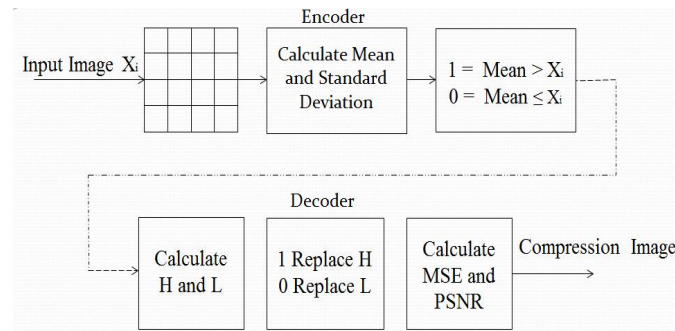 Encoder
Input Image Xi
Calculate Mean
and Standard
Deviation
1 = Mean > Xi
0 = Mean ≤ Xi
Decoder
Calculate
H and L
1 Replace H
0 Replace L
Calculate
MSE and
PSNR
Compression Image